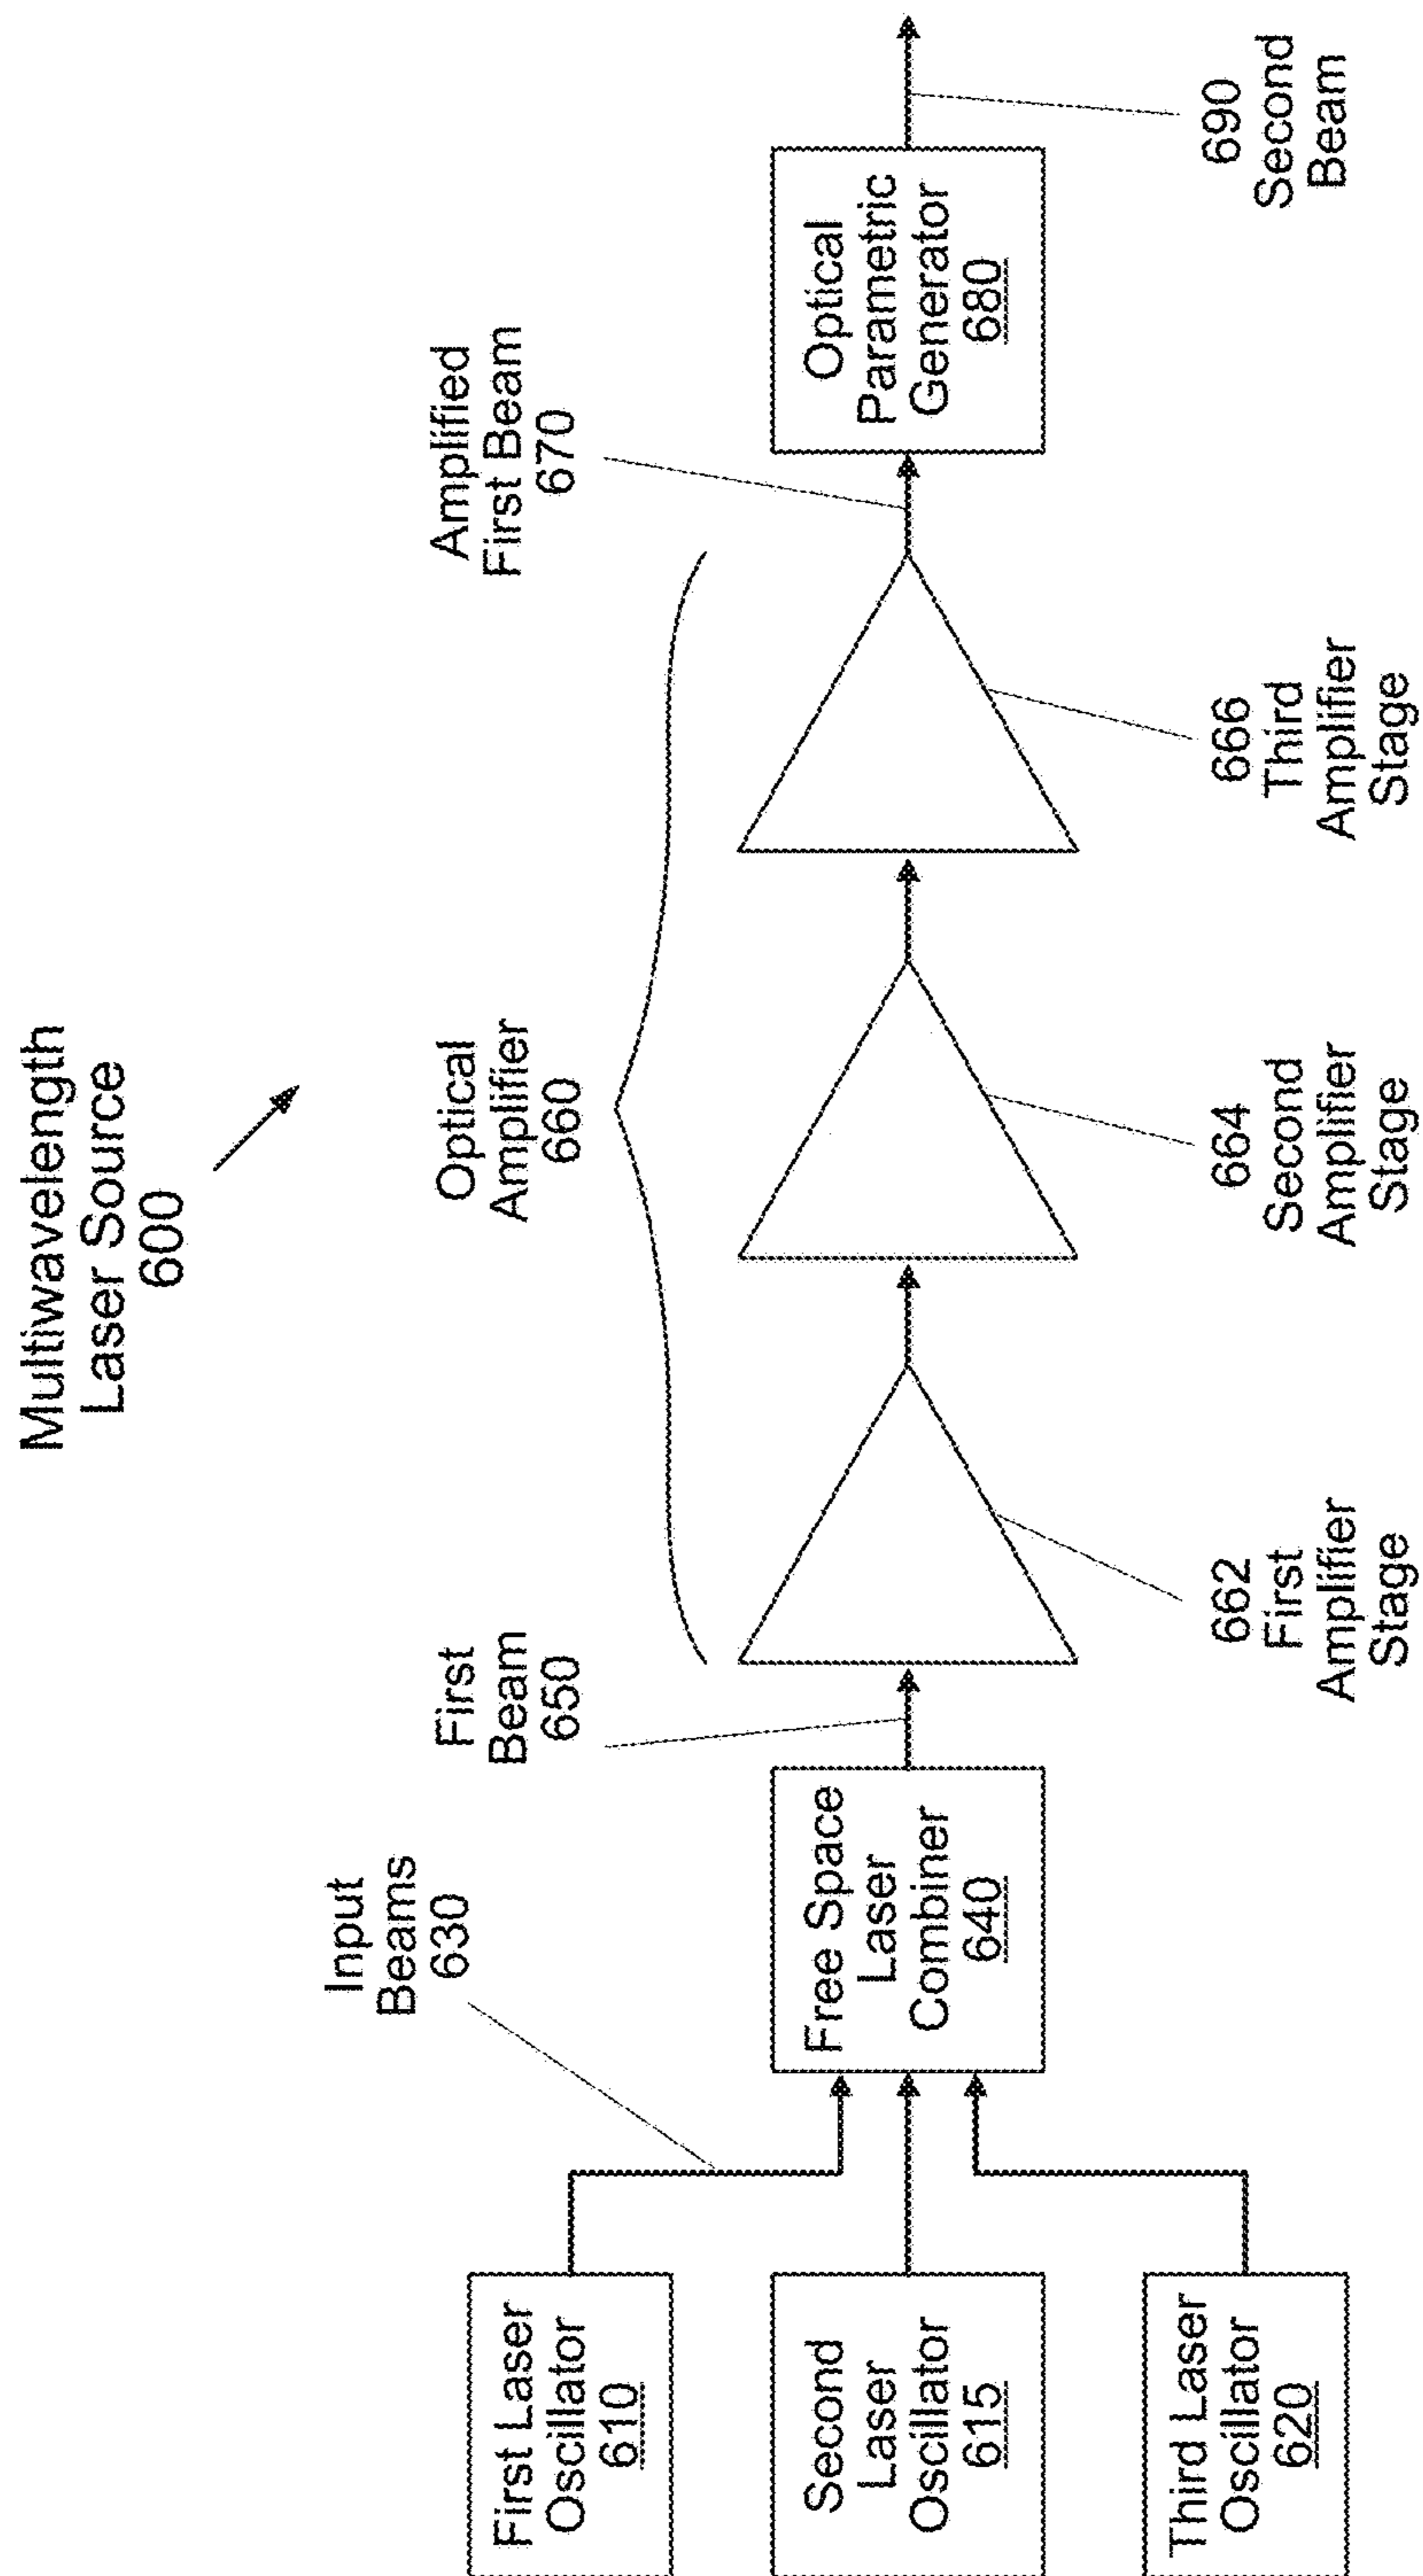 Multiwavelength
Laser Source
600
Input
Beams
630
First
Beam
650
Optical
Amplifier
660
Amplified
First Beam
670
First Laser
Oscillator
610
Second
Laser
Oscillator
615
Third Laser
Oscillator
620
Free Space
Laser
Combiner
640
Optical
Parametric
Generator
680
662
First
Amplifier
Stage
664
Second
Amplifier
Stage
666
Third
Amplifier
Stage
690
Second
Beam